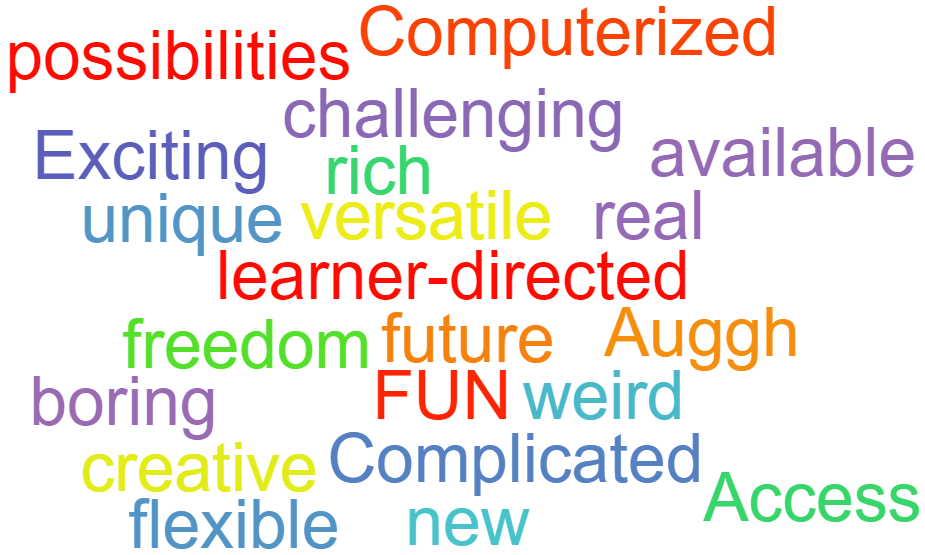 possibilities Computerized
challenging
Exciting rich available
unique versatile real
learner-directed
freedom future Auggh
boring FUN weird
creative Complicated
Access
flexible new